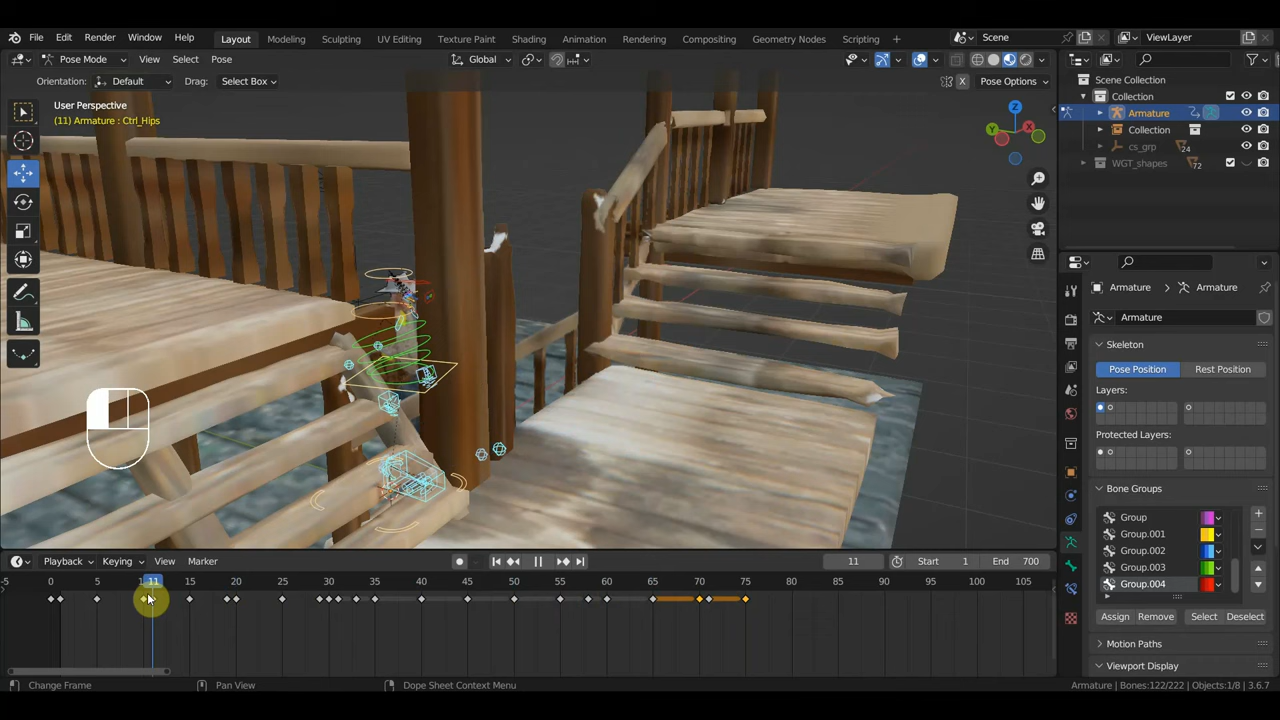 File Edit Render Window Help Layout Modeling Sculpting UV Editing Texture Paint Shading Animation Rendering Compositing Geometry Nodes Scripting + Scene ViewLayer
Pose Mode View Select Pose Global
Orientation: Default Drag: Select Box X Pose Options
User Perspective
(11) Armature : Ctrl_Hips
Z
Y
X
Scene Collection
Collection
Armature
Collection
cs_grp 24
WGT_shapes 72
Armature > Armature
Armature
Skeleton
Pose Position Rest Position
Layers:
Protected Layers:
Bone Groups
Group
Group.001
Group.002
Group.003
Group.004
Assign Remove Select Deselect
Motion Paths
Viewport Display
Playback Keying View Marker 11 Start 1 End 700
-5 0 5 11 15 20 25 30 35 40 45 50 55 60 65 70 75 80 85 90 95 100 105
Change Frame Pan View Dope Sheet Context Menu Armature | Bones:122/222 | Objects:1/8 | 3.6.7